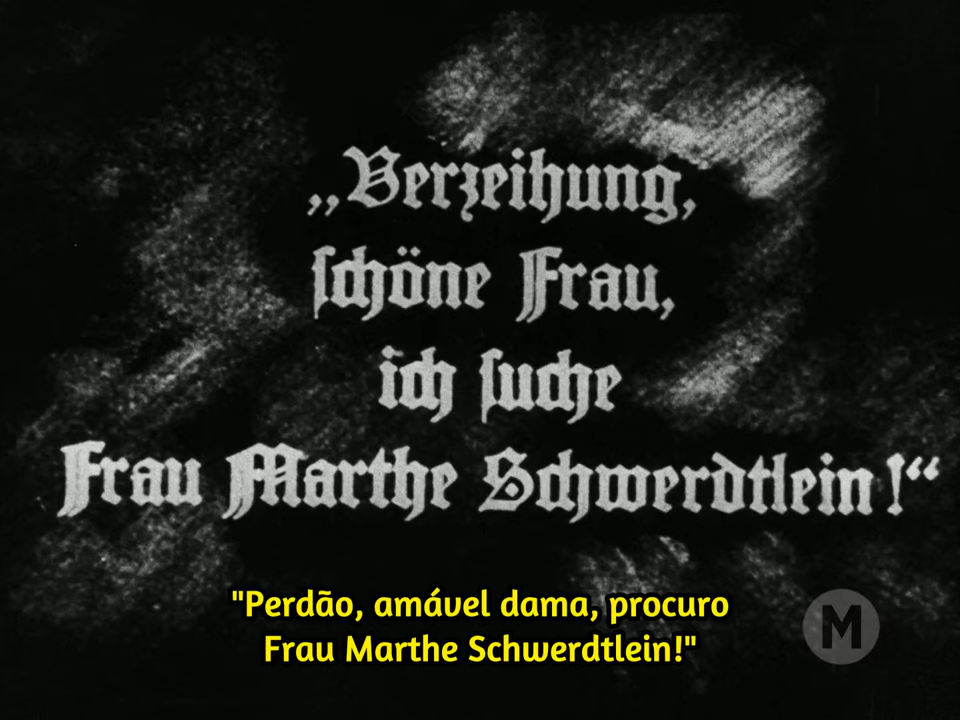 „Verzeihung,
ſchöne Frau,
ich ſuche
Frau Marthe Schwerdtlein!“
"Perdão, amável dama, procuro
Frau Marthe Schwerdtlein!"
M